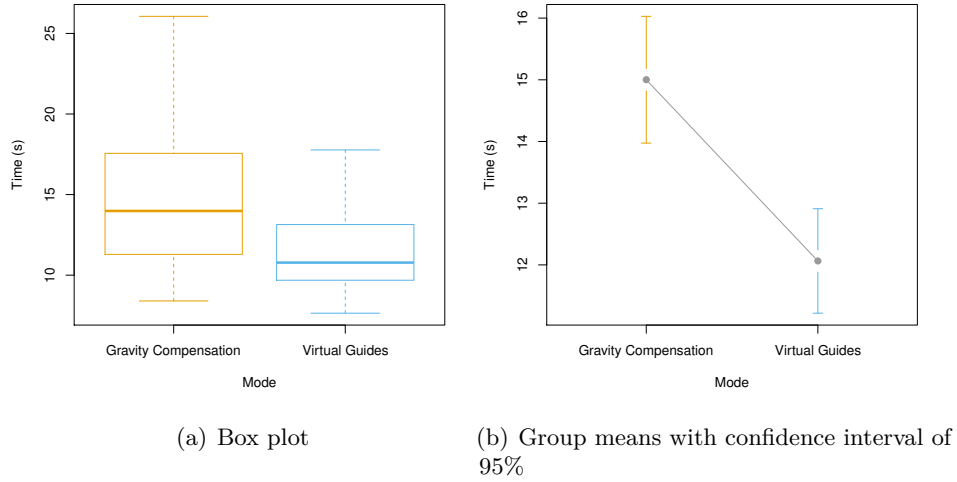 25
20
15
10
Time (s)
Gravity Compensation
Virtual Guides
Mode
16
15
14
13
12
Time (s)
Gravity Compensation
Virtual Guides
Mode
(a) Box plot
(b) Group means with confidence interval of
95%